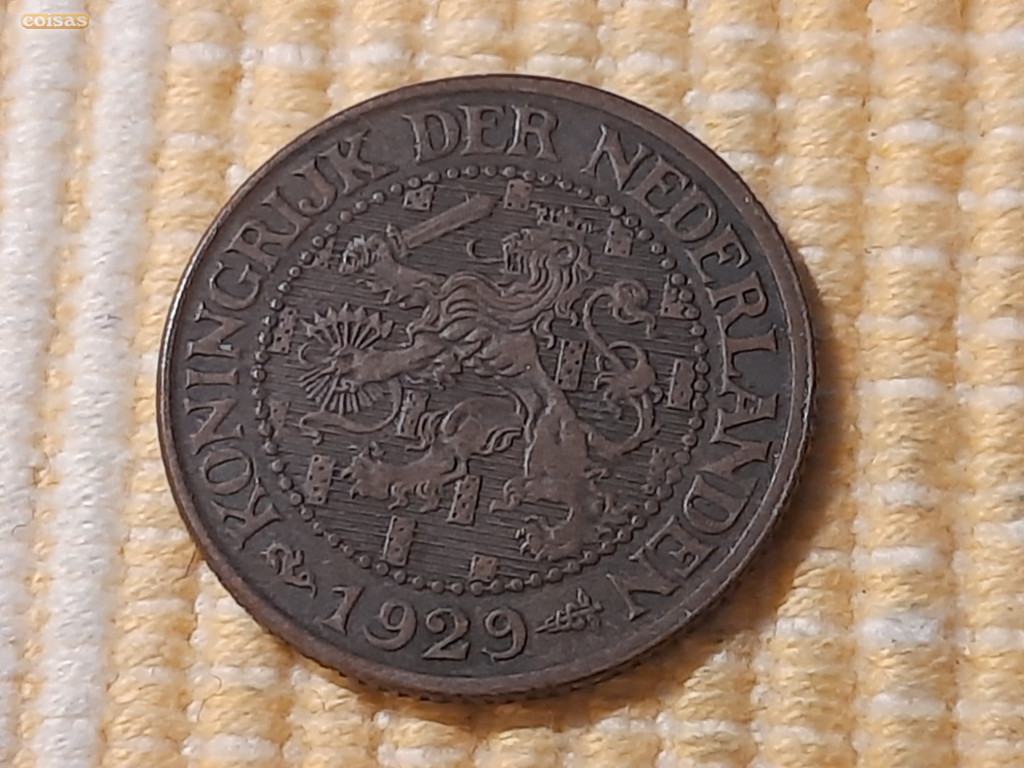 coisas
KONINGRIJK DER NEDERLANDEN
1929